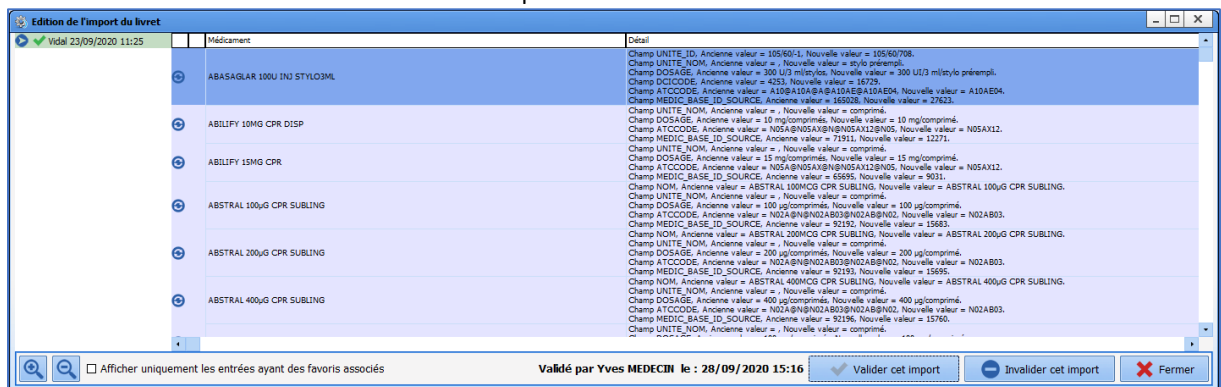 Edition de l'import du livret
Vidal 23/09/2020 11:25
Médicament
Détail
ABASAGLAR 100U INJ STYLO3ML
Champ UNITE_ID, Ancienne valeur = 105/60/-1, Nouvelle valeur = 105/60/708.
Champ UNITE_NOM, Ancienne valeur = , Nouvelle valeur = stylo prérempli.
Champ DOSAGE, Ancienne valeur = 300 U/3 ml/stylos, Nouvelle valeur = 300 UI/3 ml/stylo prérempli.
Champ DCICODE, Ancienne valeur = 4253, Nouvelle valeur = 16729.
Champ ATCCODE, Ancienne valeur = A10@A10A@A@A10AE@A10AE04, Nouvelle valeur = A10AE04.
Champ MEDIC_BASE_ID_SOURCE, Ancienne valeur = 165028, Nouvelle valeur = 27623.
ABILIFY 10MG CPR DISP
Champ UNITE_NOM, Ancienne valeur = , Nouvelle valeur = comprimé.
Champ DOSAGE, Ancienne valeur = 10 mg/comprimés, Nouvelle valeur = 10 mg/comprimé.
Champ ATCCODE, Ancienne valeur = N05A@N05AX@N@N05AX12@N05, Nouvelle valeur = N05AX12.
Champ MEDIC_BASE_ID_SOURCE, Ancienne valeur = 71911, Nouvelle valeur = 12271.
ABILIFY 15MG CPR
Champ UNITE_NOM, Ancienne valeur = , Nouvelle valeur = comprimé.
Champ DOSAGE, Ancienne valeur = 15 mg/comprimés, Nouvelle valeur = 15 mg/comprimé.
Champ ATCCODE, Ancienne valeur = N05A@N05AX@N@N05AX12@N05, Nouvelle valeur = N05AX12.
Champ MEDIC_BASE_ID_SOURCE, Ancienne valeur = 65695, Nouvelle valeur = 9031.
ABSTRAL 100µG CPR SUBLING
Champ NOM, Ancienne valeur = ABSTRAL 100MCG CPR SUBLING, Nouvelle valeur = ABSTRAL 100µG CPR SUBLING.
Champ UNITE_NOM, Ancienne valeur = , Nouvelle valeur = comprimé.
Champ DOSAGE, Ancienne valeur = 100 µg/comprimés, Nouvelle valeur = 100 µg/comprimé.
Champ ATCCODE, Ancienne valeur = N02A@N@N02AB03@N02AB@N02, Nouvelle valeur = N02AB03.
Champ MEDIC_BASE_ID_SOURCE, Ancienne valeur = 92192, Nouvelle valeur = 15683.
ABSTRAL 200µG CPR SUBLING
Champ NOM, Ancienne valeur = ABSTRAL 200MCG CPR SUBLING, Nouvelle valeur = ABSTRAL 200µG CPR SUBLING.
Champ UNITE_NOM, Ancienne valeur = , Nouvelle valeur = comprimé.
Champ DOSAGE, Ancienne valeur = 200 µg/comprimés, Nouvelle valeur = 200 µg/comprimé.
Champ ATCCODE, Ancienne valeur = N02A@N@N02AB03@N02AB@N02, Nouvelle valeur = N02AB03.
Champ MEDIC_BASE_ID_SOURCE, Ancienne valeur = 92193, Nouvelle valeur = 15695.
ABSTRAL 400µG CPR SUBLING
Champ NOM, Ancienne valeur = ABSTRAL 400MCG CPR SUBLING, Nouvelle valeur = ABSTRAL 400µG CPR SUBLING.
Champ UNITE_NOM, Ancienne valeur = , Nouvelle valeur = comprimé.
Champ DOSAGE, Ancienne valeur = 400 µg/comprimés, Nouvelle valeur = 400 µg/comprimé.
Champ ATCCODE, Ancienne valeur = N02A@N@N02AB03@N02AB@N02, Nouvelle valeur = N02AB03.
Champ MEDIC_BASE_ID_SOURCE, Ancienne valeur = 92196, Nouvelle valeur = 15760.
Champ UNITE_NOM, Ancienne valeur = , Nouvelle valeur = comprimé.
Afficher uniquement les entrées ayant des favoris associés
Validé par Yves MEDECIN le : 28/09/2020 15:16
Valider cet import
Invalider cet import
Fermer